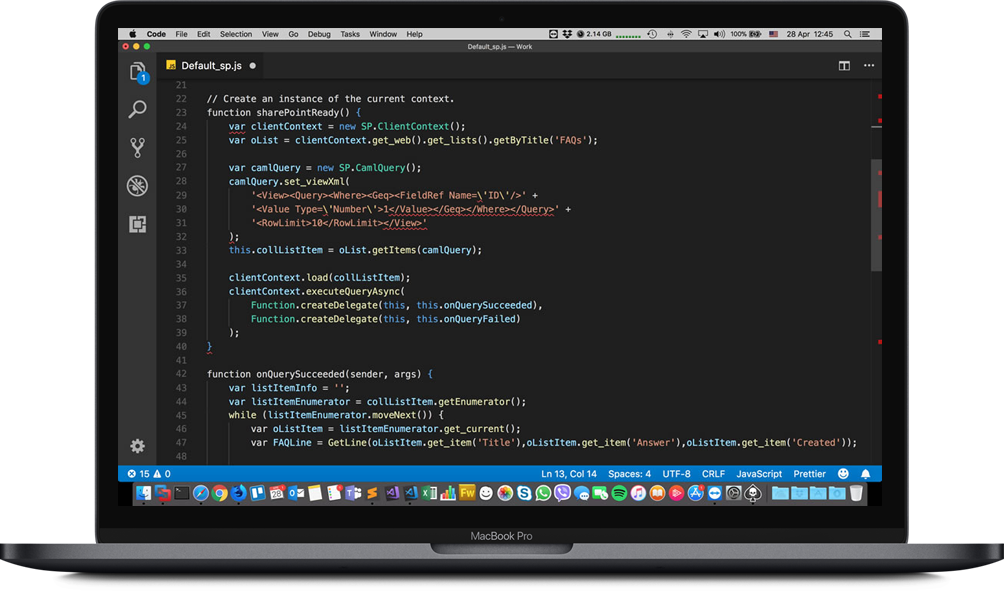 Code File Edit Selection View Go Debug Tasks Window Help 2.14 GB 100% 28 Apr 12:45
Default_sp.js — Work
JS Default_sp.js
1
21
22 // Create an instance of the current context.
23 function sharePointReady() {
24 var clientContext = new SP.ClientContext();
25 var oList = clientContext.get_web().get_lists().getByTitle('FAQs');
26
27 var camlQuery = new SP.CamlQuery();
28 camlQuery.set_viewXml(
29 '<View><Query><Where><Geq><FieldRef Name=\'ID\'/>' +
30 '<Value Type=\'Number\'>1</Value></Geq></Where></Query>' +
31 '<RowLimit>10</RowLimit></View>'
32 );
33 this.collListItem = oList.getItems(camlQuery);
34
35 clientContext.load(collListItem);
36 clientContext.executeQueryAsync(
37 Function.createDelegate(this, this.onQuerySucceeded),
38 Function.createDelegate(this, this.onQueryFailed)
39 );
40 }
41
42 function onQuerySucceeded(sender, args) {
43 var listItemInfo = '';
44 var listItemEnumerator = collListItem.getEnumerator();
45 while (listItemEnumerator.moveNext()) {
46 var oListItem = listItemEnumerator.get_current();
47 var FAQLine = GetLine(oListItem.get_item('Title'),oListItem.get_item('Answer'),oListItem.get_item('Created'));
48
15 0 Ln 13, Col 14 Spaces: 4 UTF-8 CRLF JavaScript Prettier
28 Fw
MacBook Pro